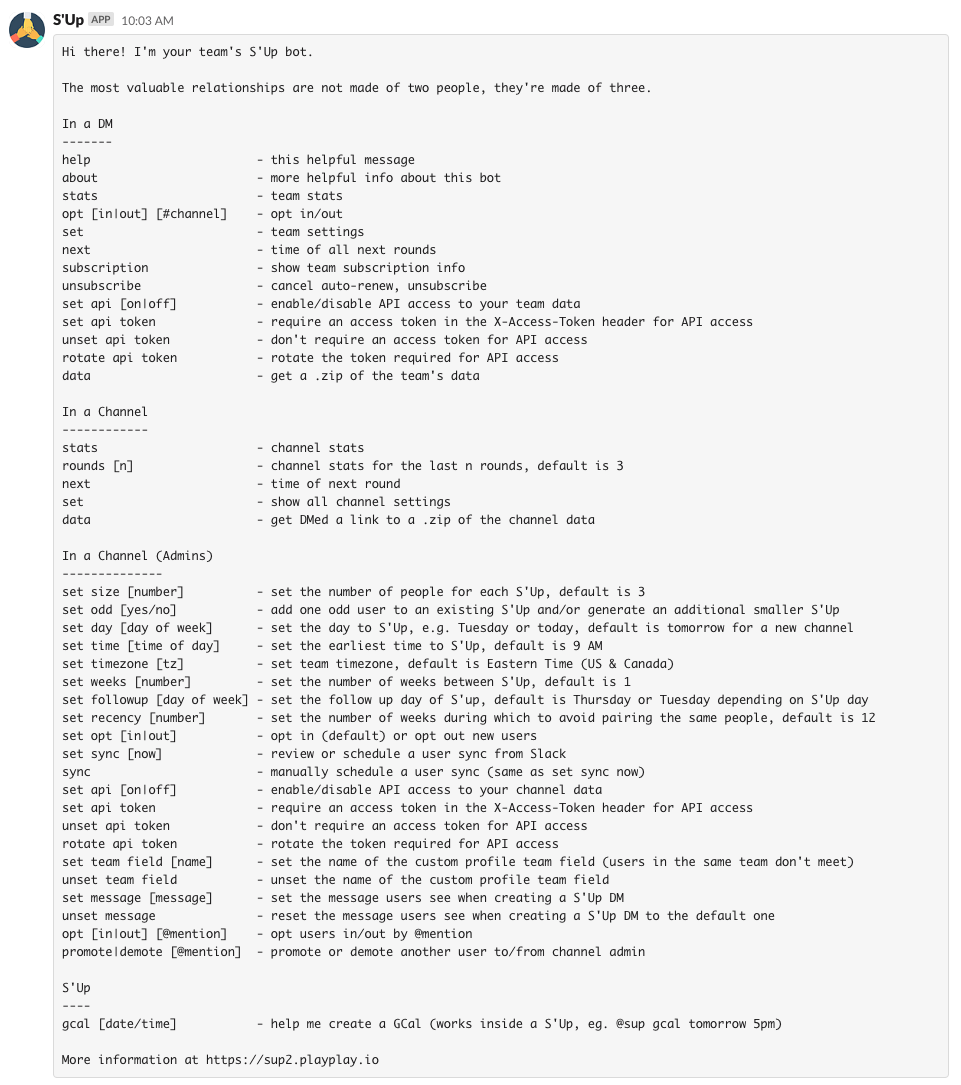 S'Up APP 10:03 AM
Hi there! I'm your team's S'Up bot.
The most valuable relationships are not made of two people, they're made of three.
In a DM
-------
help - this helpful message
about - more helpful info about this bot
stats - team stats
opt [in|out] [#channel] - opt in/out
set - team settings
next - time of all next rounds
subscription - show team subscription info
unsubscribe - cancel auto-renew, unsubscribe
set api [on|off] - enable/disable API access to your team data
set api token - require an access token in the X-Access-Token header for API access
unset api token - don't require an access token for API access
rotate api token - rotate the token required for API access
data - get a .zip of the team's data
In a Channel
------------
stats - channel stats
rounds [n] - channel stats for the last n rounds, default is 3
next - time of next round
set - show all channel settings
data - get DMed a link to a .zip of the channel data
In a Channel (Admins)
--------------
set size [number] - set the number of people for each S'Up, default is 3
set odd [yes/no] - add one odd user to an existing S'Up and/or generate an additional smaller S'Up
set day [day of week] - set the day to S'Up, e.g. Tuesday or today, default is tomorrow for a new channel
set time [time of day] - set the earliest time to S'Up, default is 9 AM
set timezone [tz] - set team timezone, default is Eastern Time (US & Canada)
set weeks [number] - set the number of weeks between S'Up, default is 1
set followup [day of week] - set the follow up day of S'up, default is Thursday or Tuesday depending on S'Up day
set recency [number] - set the number of weeks during which to avoid pairing the same people, default is 12
set opt [in|out] - opt in (default) or opt out new users
set sync [now] - review or schedule a user sync from Slack
sync - manually schedule a user sync (same as set sync now)
set api [on|off] - enable/disable API access to your channel data
set api token - require an access token in the X-Access-Token header for API access
unset api token - don't require an access token for API access
rotate api token - rotate the token required for API access
set team field [name] - set the name of the custom profile team field (users in the same team don't meet)
unset team field - unset the name of the custom profile team field
set message [message] - set the message users see when creating a S'Up DM
unset message - reset the message users see when creating a S'Up DM to the default one
opt [in|out] [@mention] - opt users in/out by @mention
promote|demote [@mention] - promote or demote another user to/from channel admin
S'Up
----
gcal [date/time] - help me create a GCal (works inside a S'Up, eg. @sup gcal tomorrow 5pm)
More information at https://sup2.playplay.io